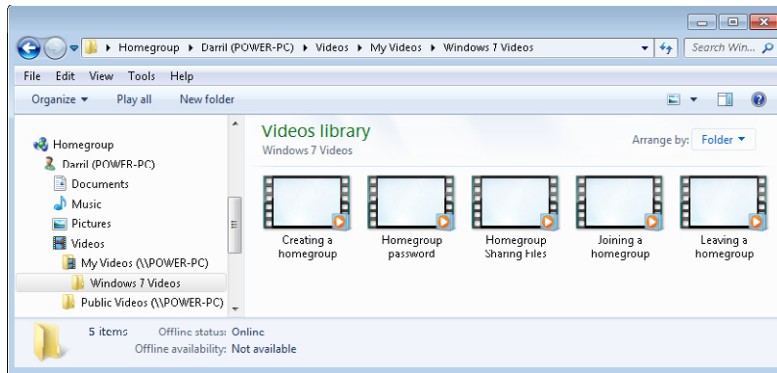 Homegroup ▸ Darril (POWER-PC) ▸ Videos ▸ My Videos ▸ Windows 7 Videos
Search Win...
File Edit View Tools Help
Organize Play all New folder
Homegroup
Darril (POWER-PC)
Documents
Music
Pictures
Videos
My Videos (\\POWER-PC)
Windows 7 Videos
Public Videos (\\POWER-PC)
Videos library
Windows 7 Videos
Arrange by: Folder
Creating a
homegroup
Homegroup
password
Homegroup
Sharing Files
Joining a
homegroup
Leaving a
homegroup
5 items Offline status: Online
Offline availability: Not available